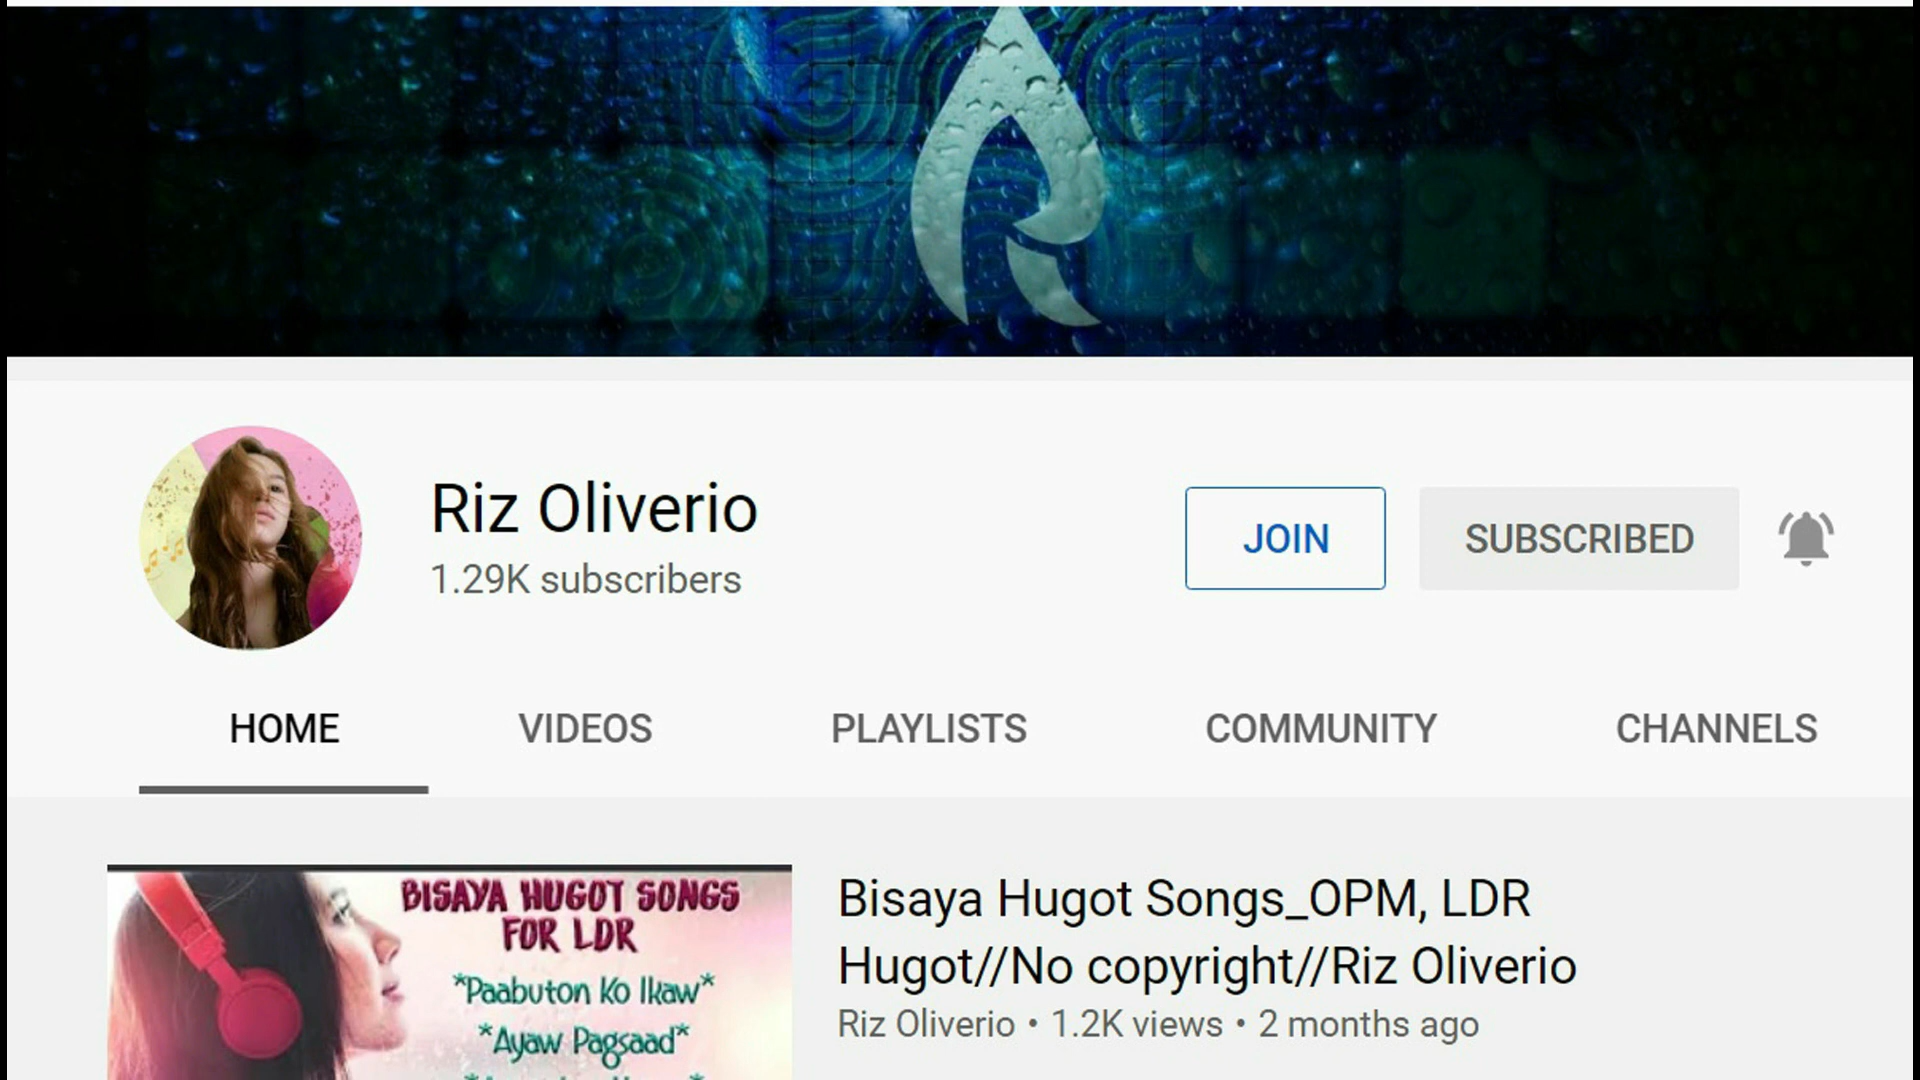 R
Riz Oliverio
1.29K subscribers
JOIN
SUBSCRIBED
HOME
VIDEOS
PLAYLISTS
COMMUNITY
CHANNELS
BISAYA HUGOT SONGS
FOR LDR
*Paabuton Ko Ikaw*
*Ayaw Pagsaad*
Bisaya Hugot Songs_OPM, LDR
Hugot//No copyright//Riz Oliverio
Riz Oliverio • 1.2K views • 2 months ago